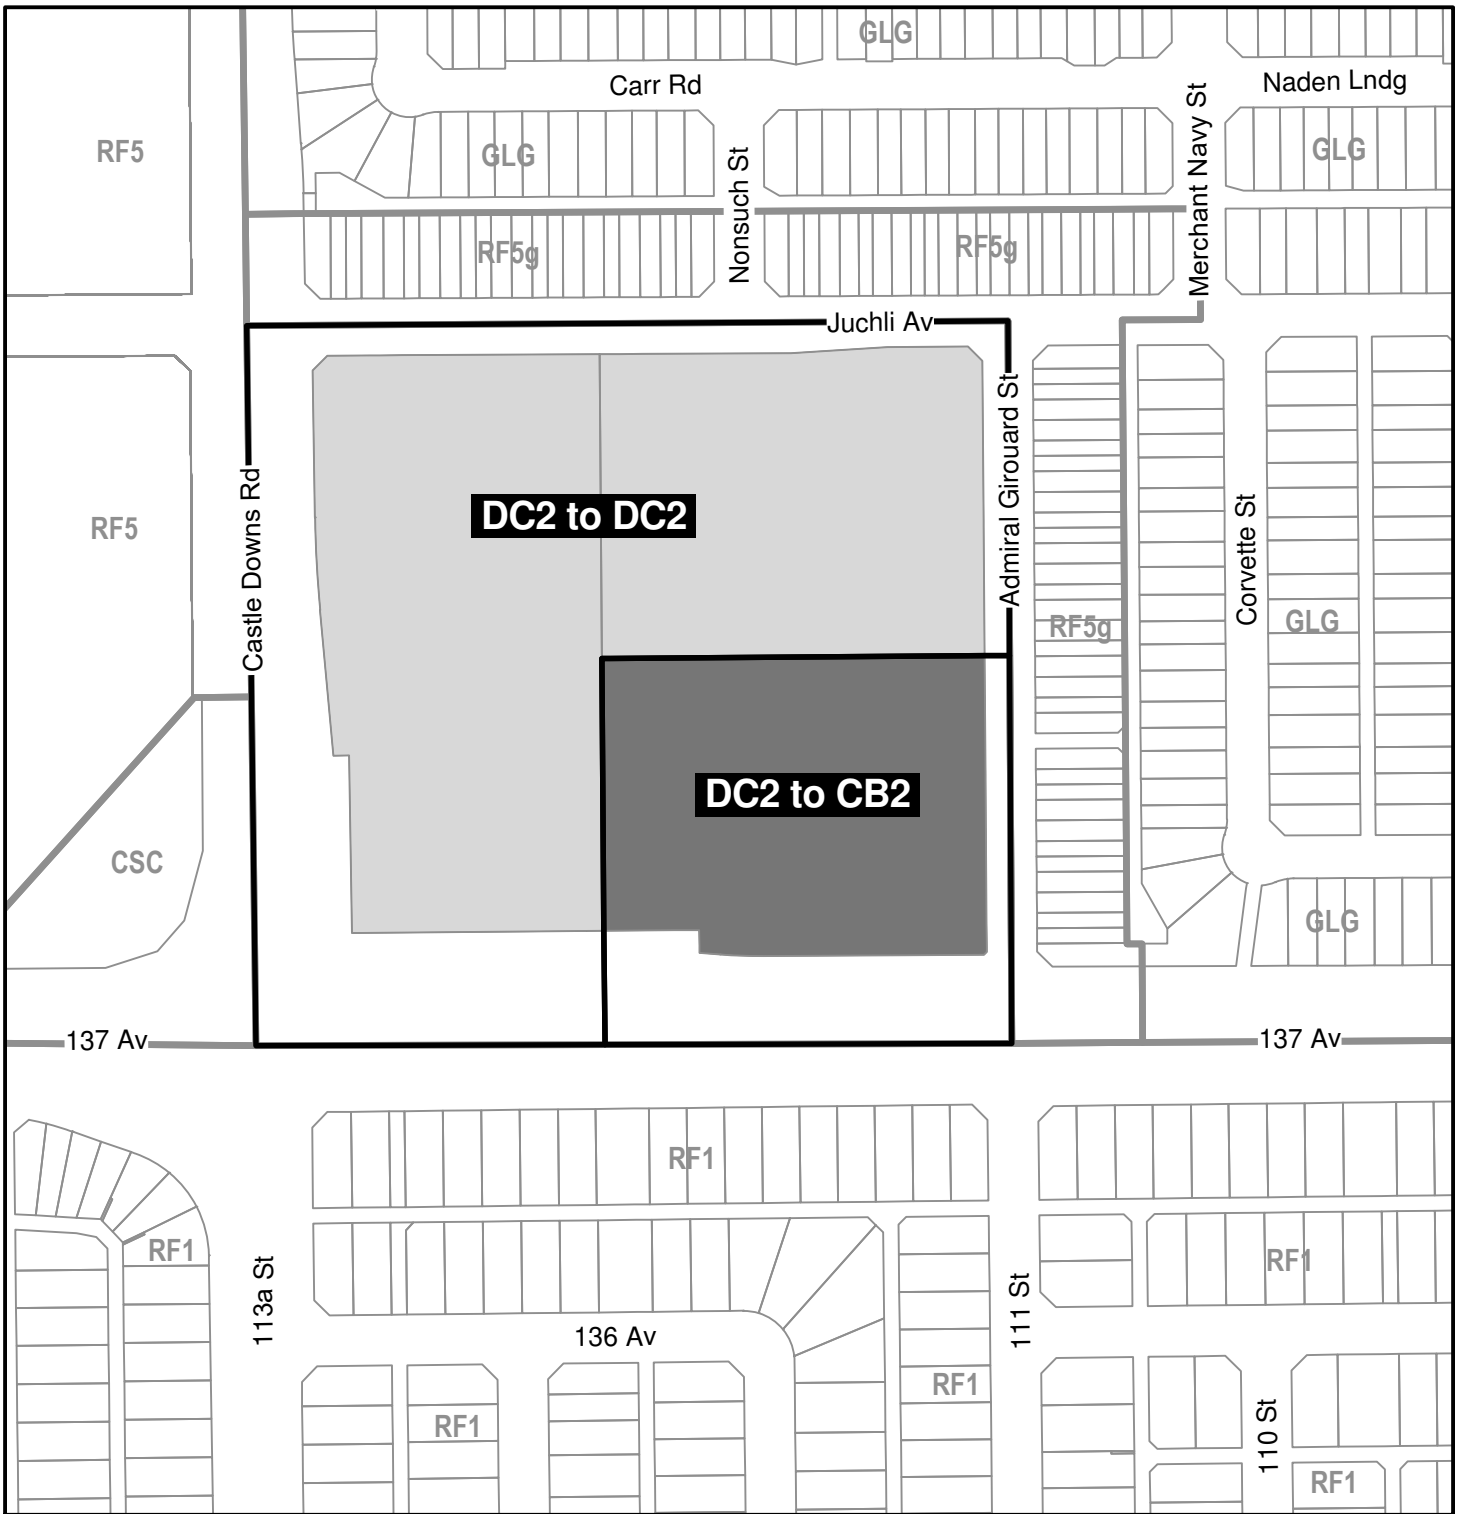 GLG
Carr Rd
Naden Lndg
RF5
GLG
GLG
Nonsuch St
Merchant Navy St
RF5g
RF5g
Juchli Av
Castle Downs Rd
Admiral Girouard St
Corvette St
RF5
DC2 to DC2
RF5g
GLG
DC2 to CB2
CSC
GLG
137 Av
137 Av
RF1
RF1
RF1
113a St
111 St
136 Av
RF1
RF1
110 St
RF1